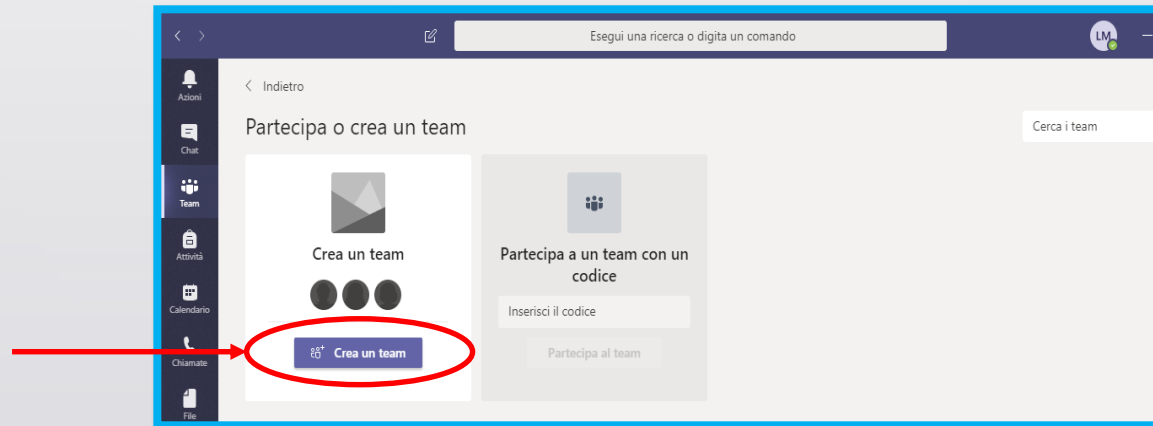 Esegui una ricerca o digita un comando
LM
Azioni
Chat
Team
Attività
Calendario
Chiamate
File
Indietro
Partecipa o crea un team
Cerca i team
Crea un team
Crea un team
Partecipa a un team con un
codice
Inserisci il codice
Partecipa al team